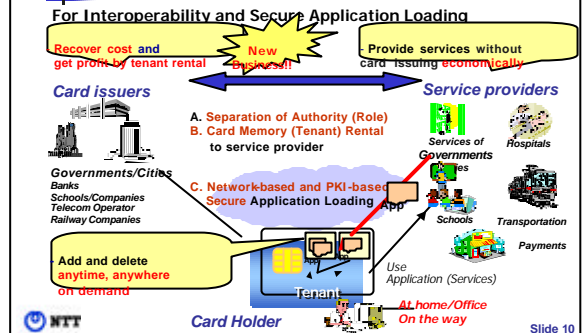 For Interoperability and Secure Application Loading
Recover cost and
get profit by tenant rental
New
Business!!
- Provide services without
card issuing economically
Card issuers
Service providers
A. Separation of Authority (Role)
B. Card Memory (Tenant) Rental
to service provider
Services of
Governments
ies
Hospitals
Governments/Cities
Banks
Schools/Companies
Telecom Operator
Railway Companies
C. Network-based and PKI-based
Secure Application Loading
App
Schools
Transportation
Payments
- Add and delete
anytime, anywhere
on demand
App
App
Tenant
Use
Application (Services)
At home/Office
On the way
NTT
Card Holder
Slide 10